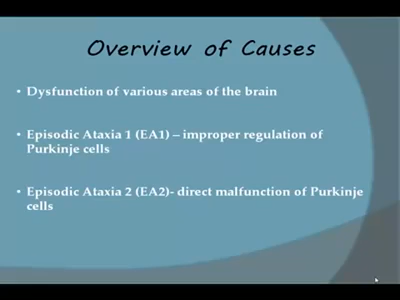 Overview of Causes
• Dysfunction of various areas of the brain
• Episodic Ataxia 1 (EA1) – improper regulation of
Purkinje cells
• Episodic Ataxia 2 (EA2)- direct malfunction of Purkinje
cells